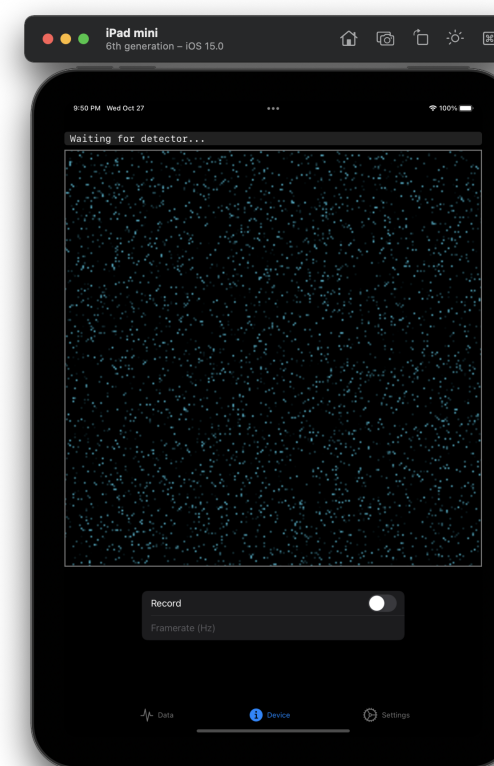 iPad mini
6th generation – iOS 15.0
9:50 PM Wed Oct 27
100%
Waiting for detector...
Record
Framerate (Hz)
Data
Device
Settings